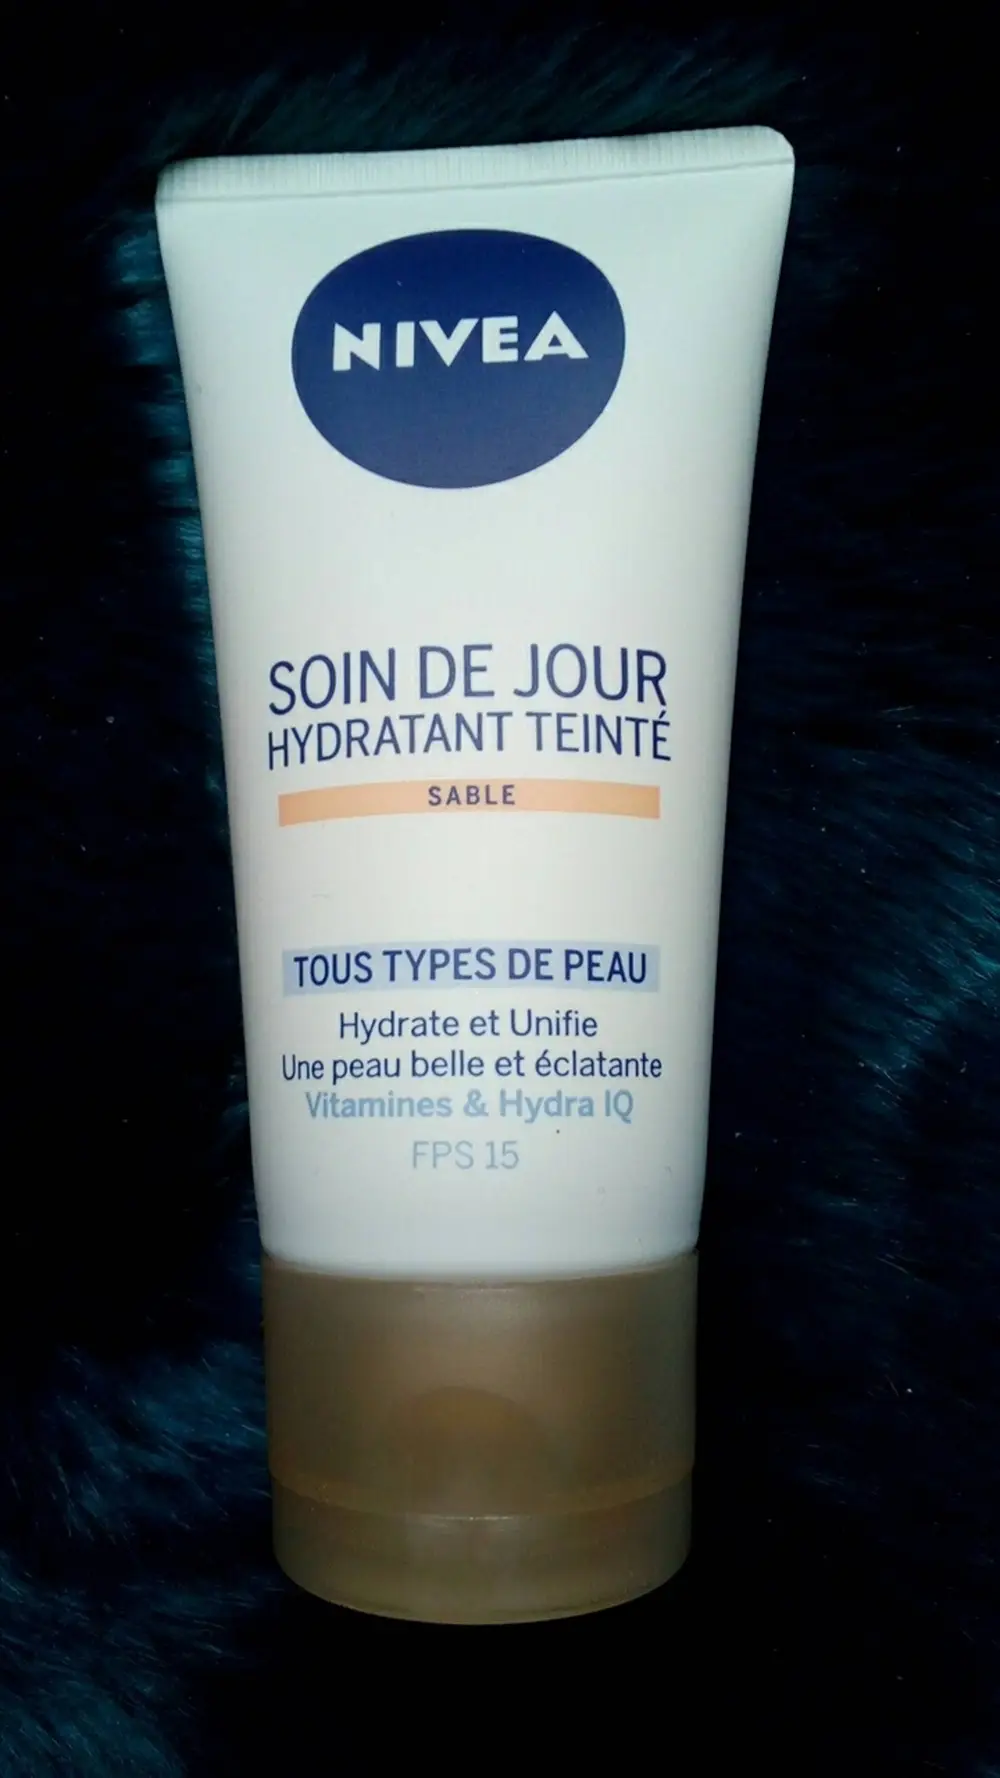 NIVEA
SOIN DE JOUR
HYDRATANT TEINTÉ
SABLE
TOUS TYPES DE PEAU
Hydrate et Unifie
Une peau belle et éclatante
Vitamines & Hydra IQ
FPS 15